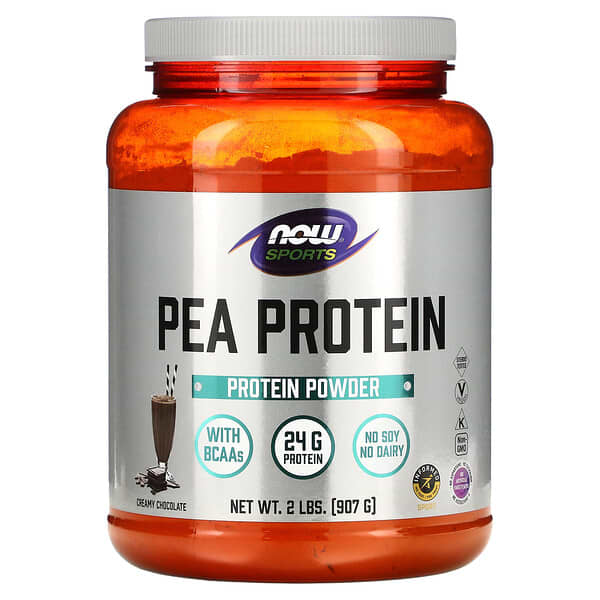 NOW®
SPORTS
PEA PROTEIN
PROTEIN POWDER
WITH
BCAAs
24 G
PROTEIN
NO SOY
NO DAIRY
CREAMY CHOCOLATE
NET WT. 2 LBS. (907 G)
INFORMED
SPORT
K
Non-
GMO